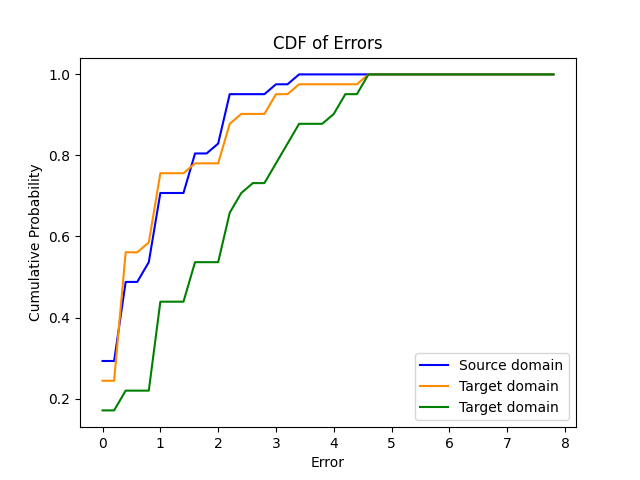 CDF of Errors
Cumulative Probability
1.0
0.8
0.6
0.4
0.2
0 1 2 3 4 5 6 7 8
Error
Source domain
Target domain
Target domain